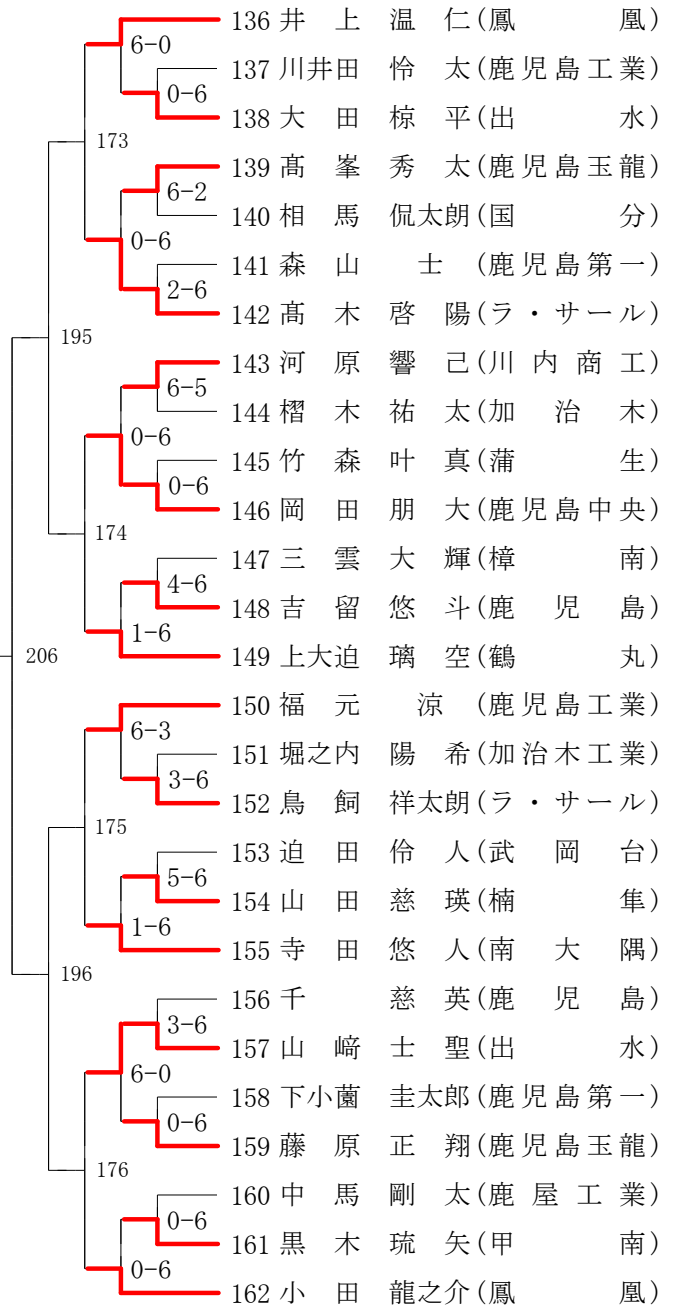 136 井上 温仁 (鳳凰)
6-0
137 川井田 怜太 (鹿児島工業)
0-6
138 大田 椋平 (出水)
173
139 髙峯 秀太 (鹿児島玉龍)
6-2
140 相馬 侃太朗 (国分)
0-6
141 森山 士 (鹿児島第一)
2-6
142 髙木 啓陽 (ラ・サール)
195
143 河原 響己 (川内商工)
6-5
144 槢木 祐太 (加治木)
0-6
145 竹森 叶真 (蒲生)
0-6
146 岡田 朋大 (鹿児島中央)
174
147 三雲 大輝 (樟南)
4-6
148 吉留 悠斗 (鹿児島)
1-6
149 上大迫 璃空 (鶴丸)
206
150 福元 涼 (鹿児島工業)
6-3
151 堀之内 陽希 (加治木工業)
3-6
152 鳥飼 祥太朗 (ラ・サール)
175
153 迫田 伶人 (武岡台)
5-6
154 山田 慈瑛 (楠隼)
1-6
155 寺田 悠人 (南大隅)
196
156 千 慈英 (鹿児島)
3-6
157 山﨑 士聖 (出水)
6-0
158 下小薗 圭太郎 (鹿児島第一)
0-6
159 藤原 正翔 (鹿児島玉龍)
176
160 中馬 剛太 (鹿屋工業)
0-6
161 黒木 琉矢 (甲南)
0-6
162 小田 龍之介 (鳳凰)